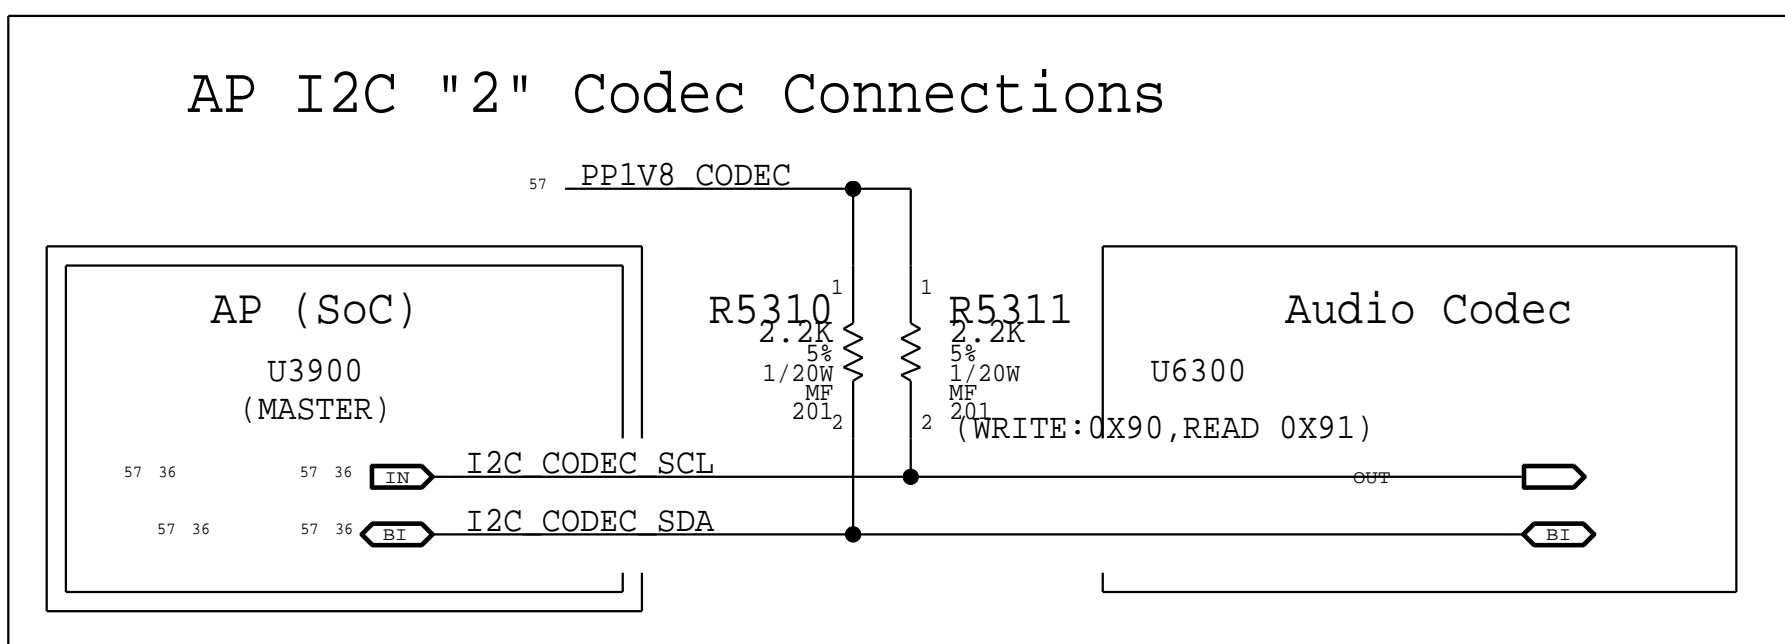 AP I2C "2" Codec Connections
57 PP1V8_CODEC
AP (SoC)
U3900
(MASTER)
1
R5310
2.2K
5%
1/20W
MF
201
2
1
R5311
2.2K
5%
1/20W
MF
201
2
Audio Codec
U6300
(WRITE:0X90,READ 0X91)
57 36 57 36 IN I2C_CODEC_SCL OUT
57 36 57 36 BI I2C_CODEC_SDA BI